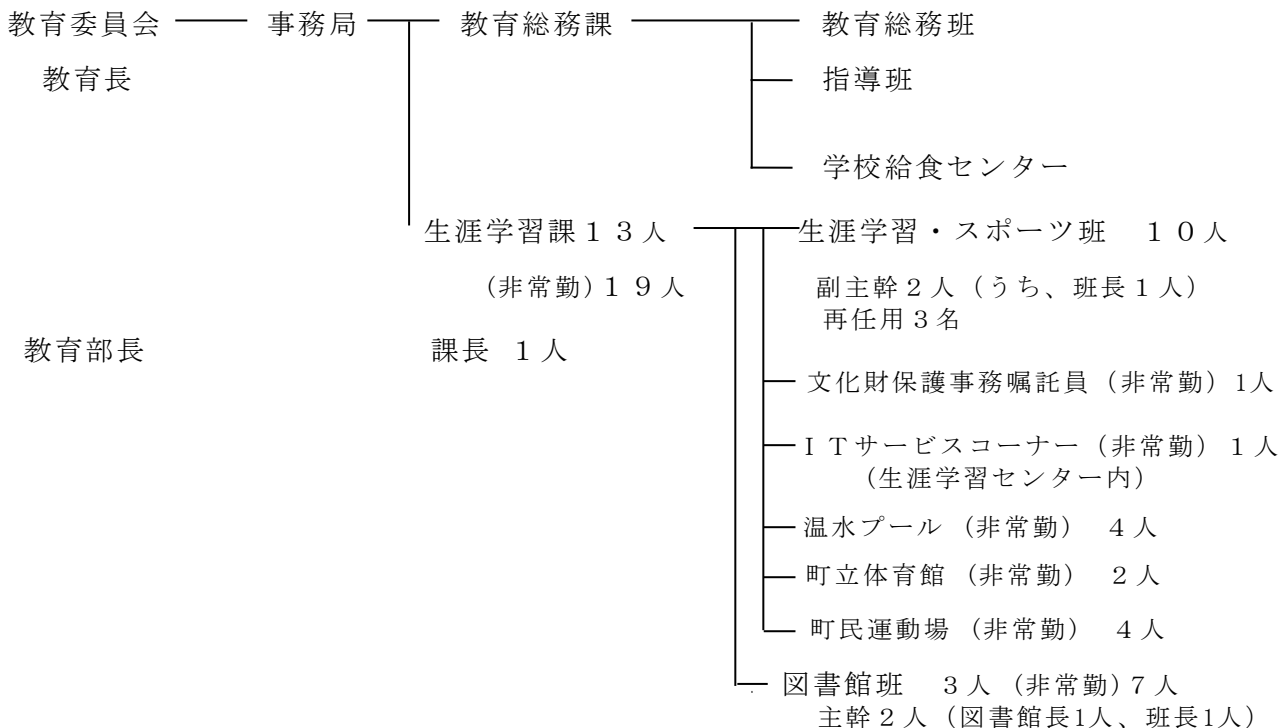 教育委員会 事務局 教育総務課 教育総務班
教育長 指導班
学校給食センター
生涯学習課１３人 生涯学習・スポーツ班 １０人
(非常勤)１９人 副主幹２人（うち、班長１人）
再任用３名
教育部長 課長 １人
文化財保護事務嘱託員（非常勤）1人
ＩＴサービスコーナー（非常勤）１人
（生涯学習センター内）
温水プール（非常勤） ４人
町立体育館（非常勤） ２人
町民運動場（非常勤） ４人
図書館班 ３人（非常勤)７人
主幹２人（図書館長1人、班長1人）